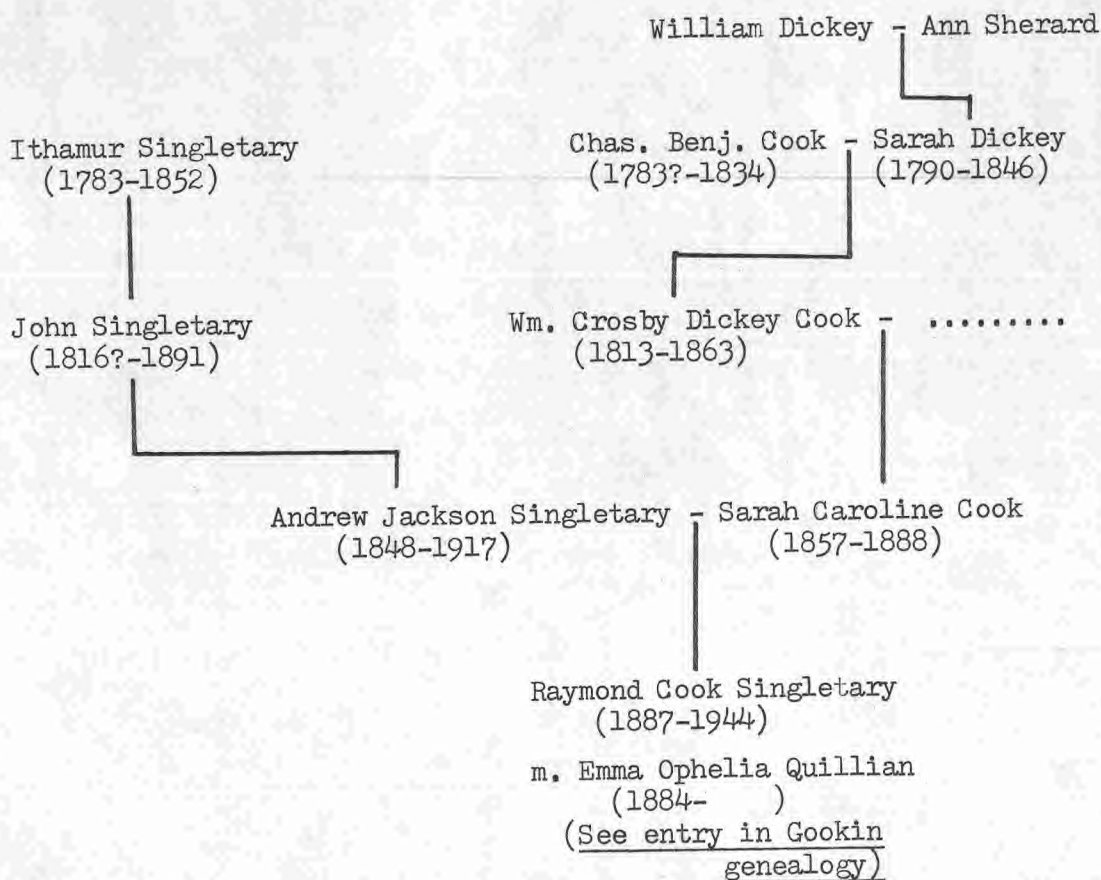 William Dickey - Ann Sherard
Ithamur Singletary
(1783-1852)
Chas. Benj. Cook - Sarah Dickey
(1783?-1834) (1790-1846)
John Singletary
(1816?-1891)
Wm. Crosby Dickey Cook - .........
(1813-1863)
Andrew Jackson Singletary - Sarah Caroline Cook
(1848-1917) (1857-1888)
Raymond Cook Singletary
(1887-1944)
m. Emma Ophelia Quillian
(1884- )
(See entry in Gookin
genealogy)